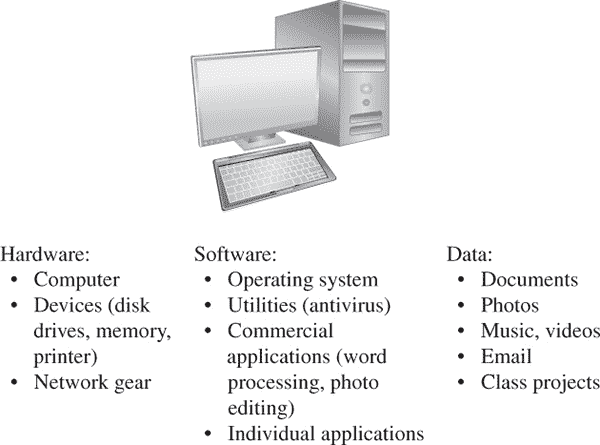 Hardware:
• Computer
• Devices (disk
drives, memory,
printer)
• Network gear
Software:
• Operating system
• Utilities (antivirus)
• Commercial
applications (word
processing, photo
editing)
• Individual applications
Data:
• Documents
• Photos
• Music, videos
• Email
• Class projects